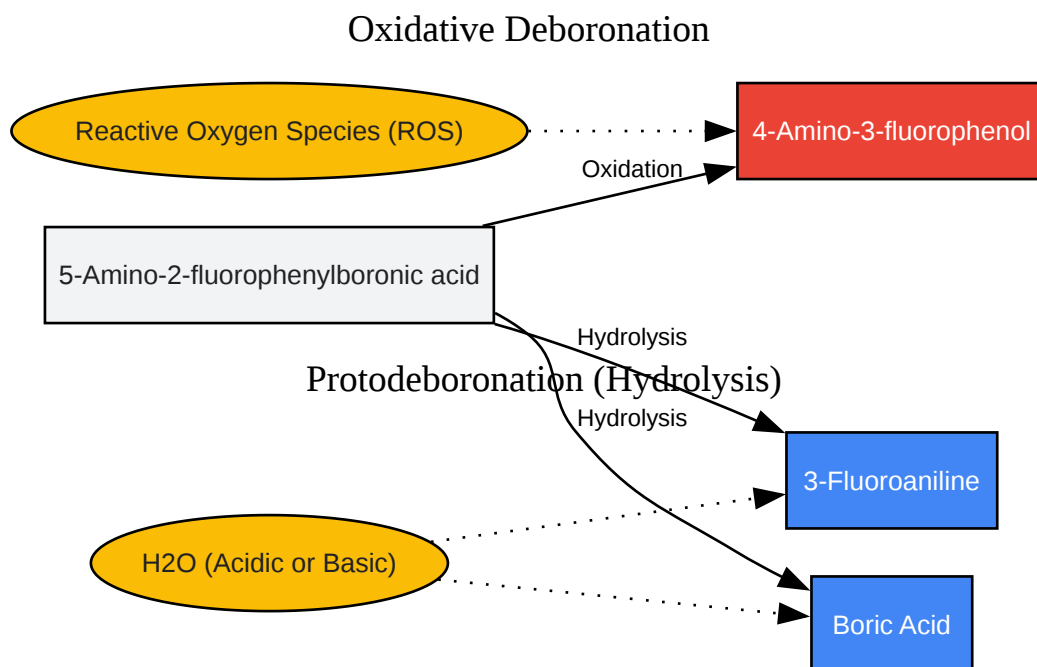 Oxidative Deboronation
Reactive Oxygen Species (ROS)
4-Amino-3-fluorophenol
Oxidation
5-Amino-2-fluorophenylboronic acid
Hydrolysis
Protodeboronation (Hydrolysis)
Hydrolysis
3-Fluoroaniline
H2O (Acidic or Basic)
Boric Acid